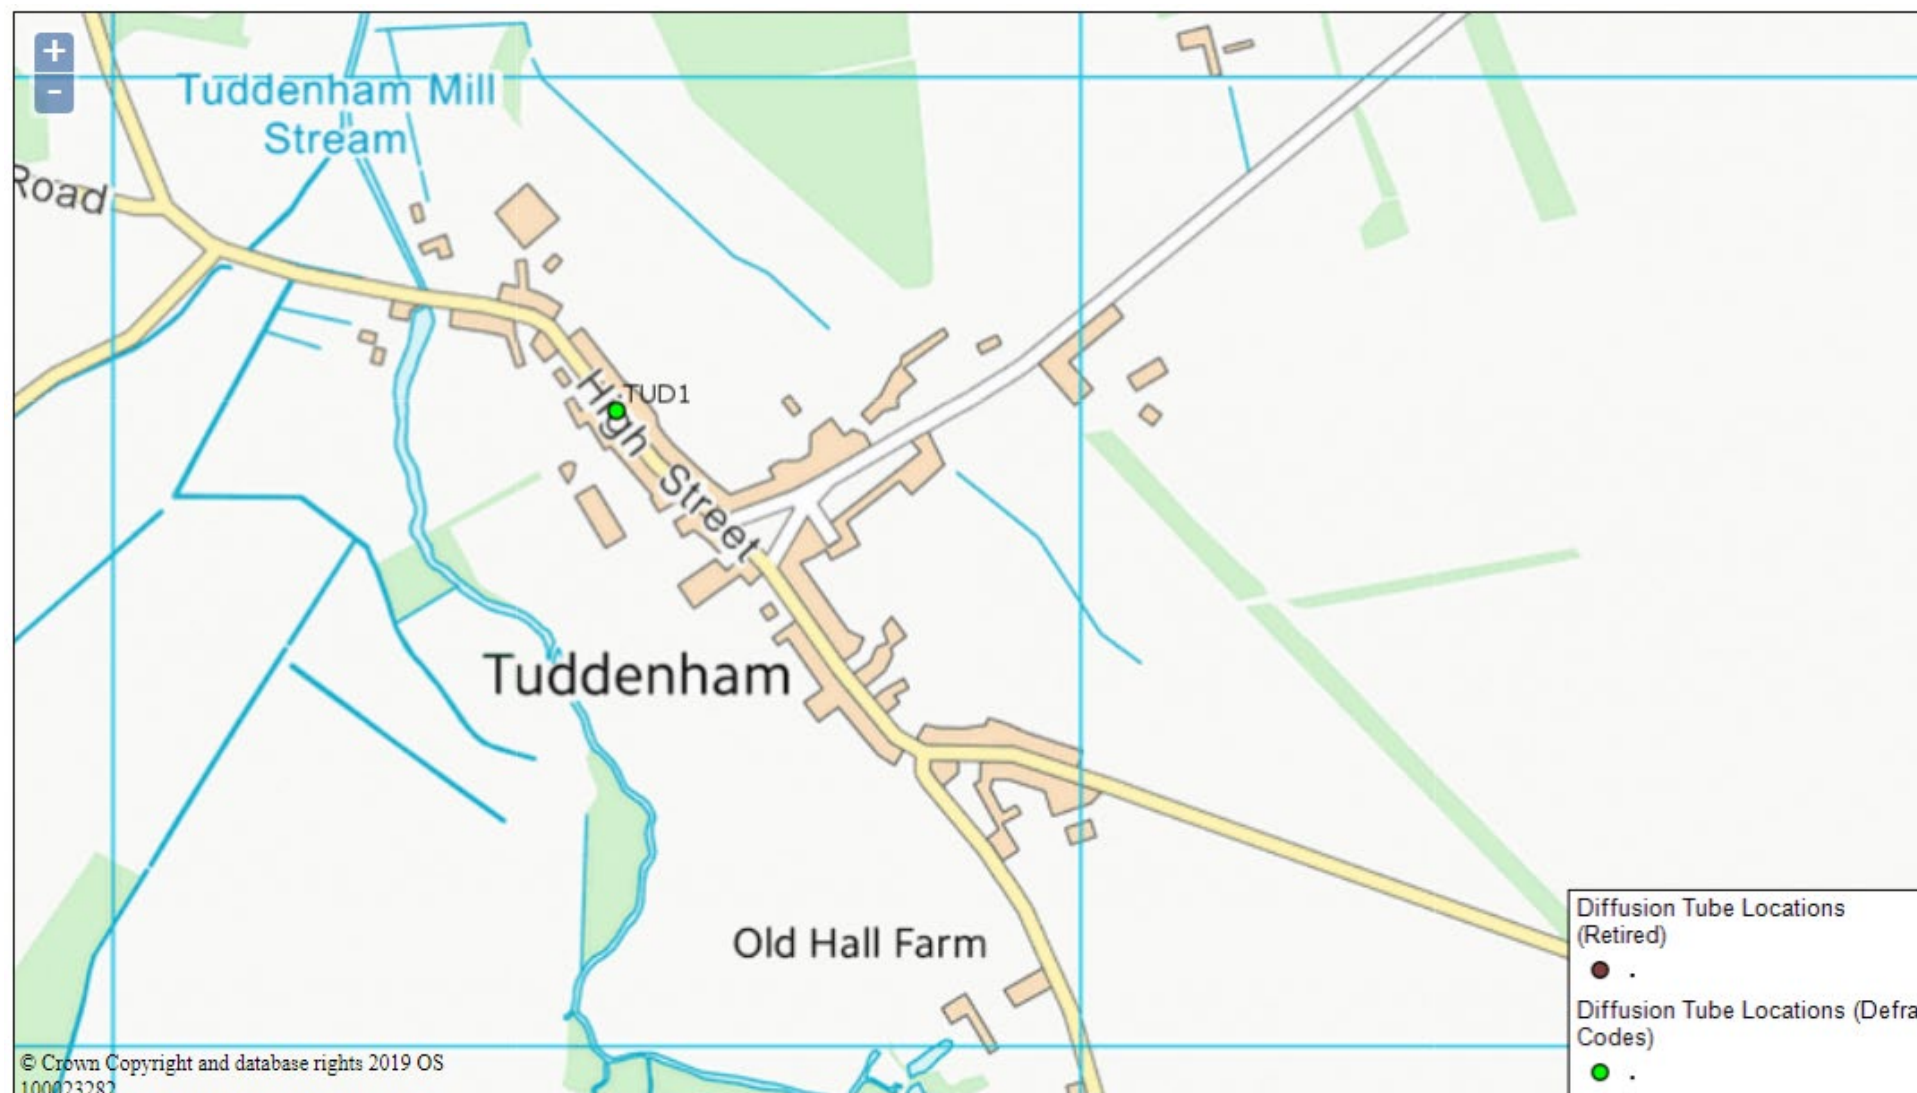 +
-
Tuddenham Mill
Stream
Road
TUD1
High Street
Tuddenham
Old Hall Farm
Diffusion Tube Locations
(Retired)
.
Diffusion Tube Locations (Defra
Codes)
.
© Crown Copyright and database rights 2019 OS
100023282